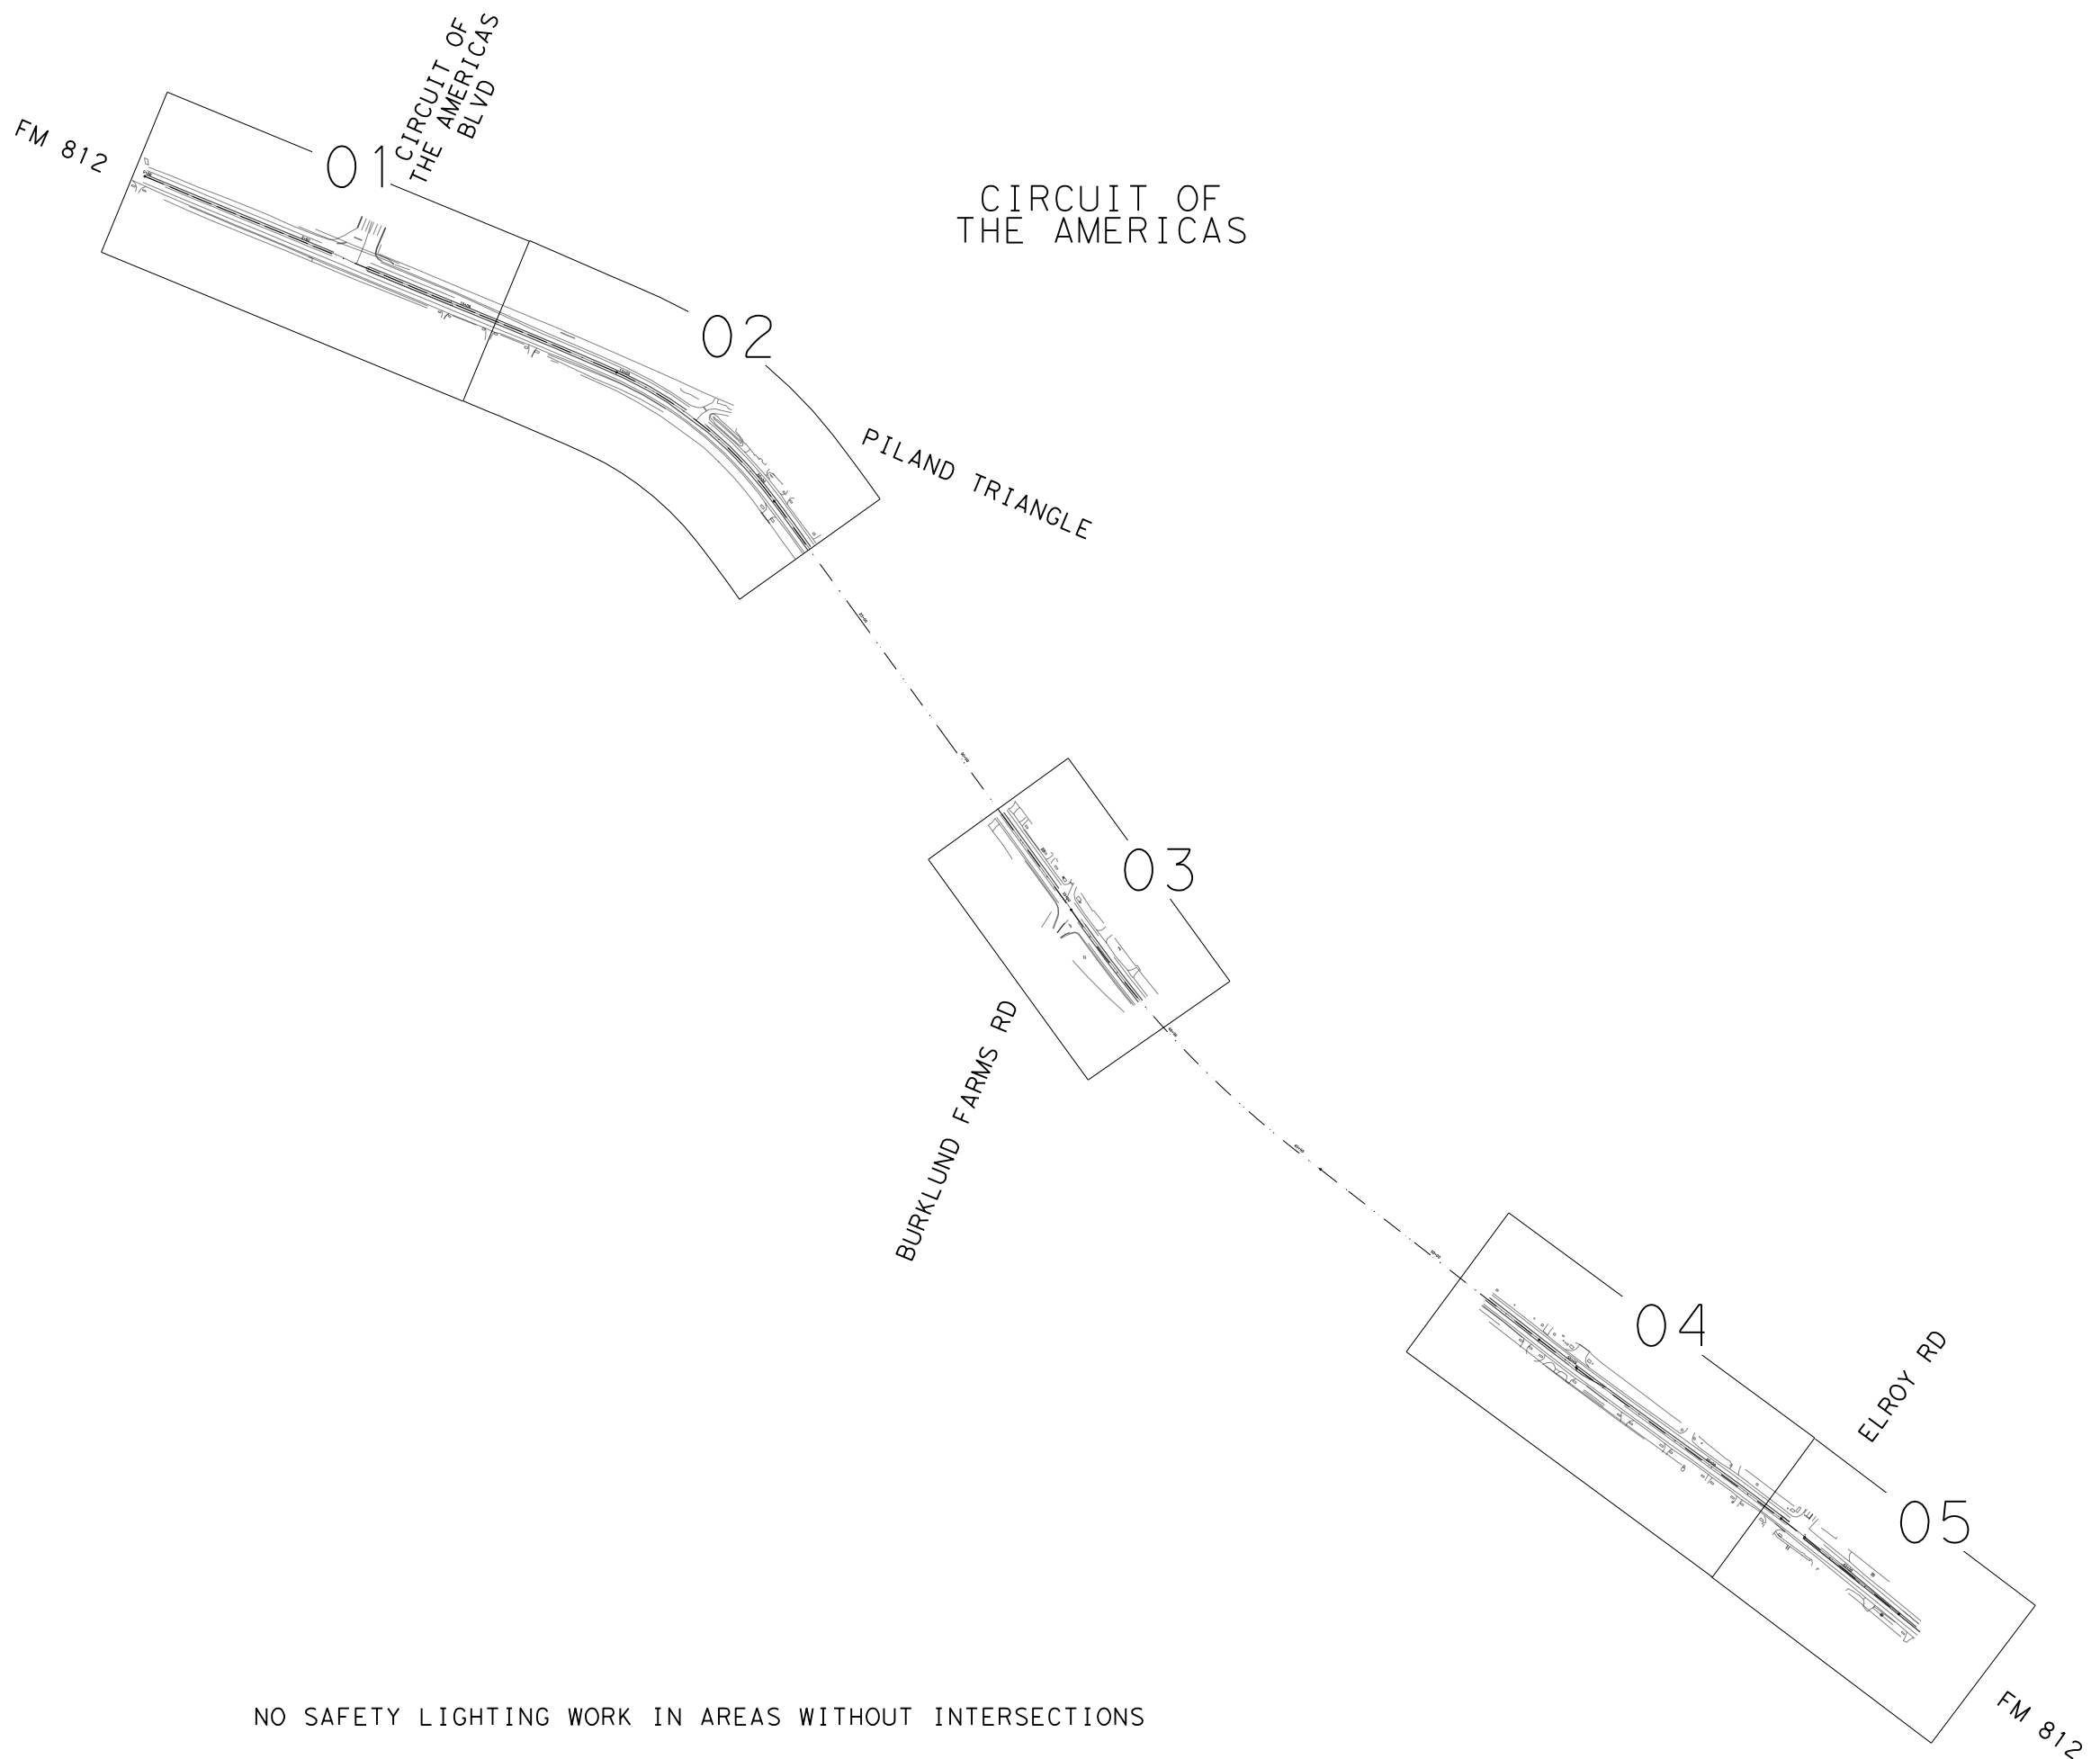 CIRCUIT OF
THE AMERICAS
BLVD
FM 812
01
CIRCUIT OF
THE AMERICAS
02
PILAND TRIANGLE
03
BURKLUND FARMS RD
04
ELROY RD
05
FM 812
NO SAFETY LIGHTING WORK IN AREAS WITHOUT INTERSECTIONS